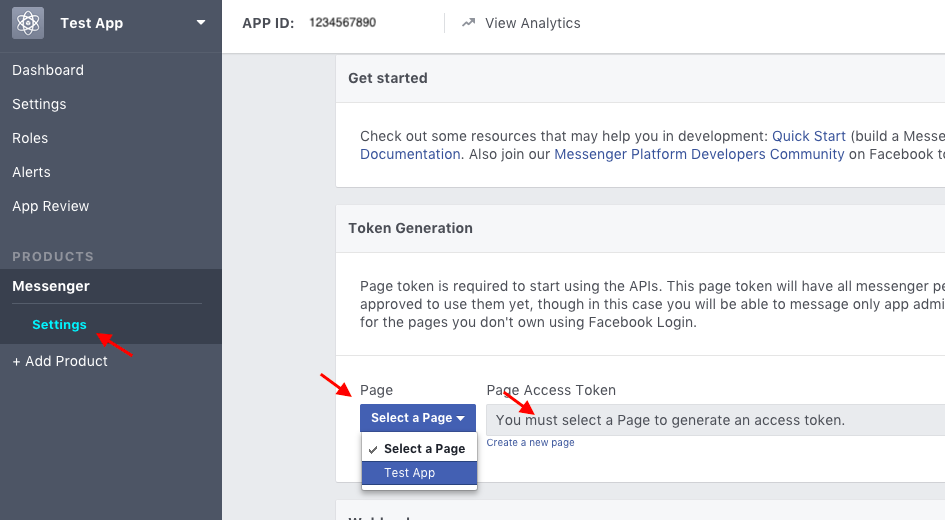 Test App
APP ID: 1234567890
View Analytics
Dashboard
Settings
Roles
Alerts
App Review
PRODUCTS
Messenger
Settings
+ Add Product
Get started
Check out some resources that may help you in development: Quick Start (build a Messe
Documentation. Also join our Messenger Platform Developers Community on Facebook to
Token Generation
Page token is required to start using the APIs. This page token will have all messenger pe
approved to use them yet, though in this case you will be able to message only app admi
for the pages you don't own using Facebook Login.
Page
Page Access Token
Select a Page
You must select a Page to generate an access token.
Create a new page
Select a Page
Test App